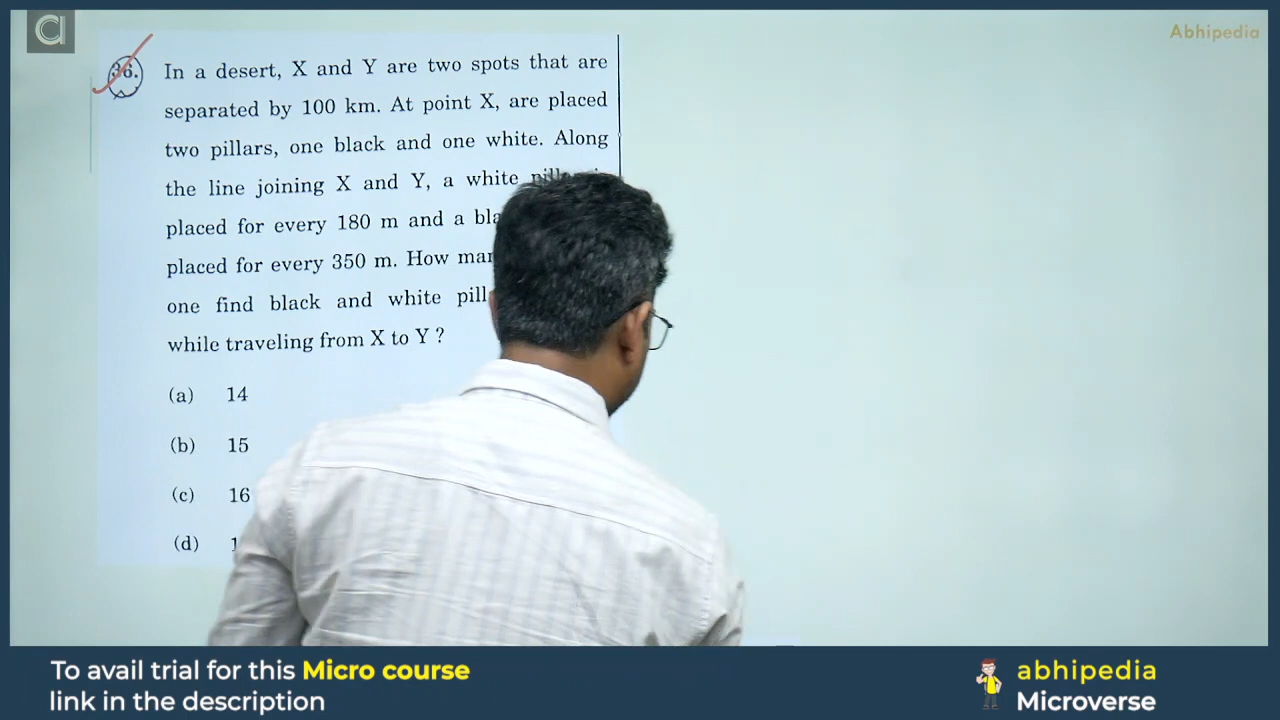 Abhipedia
36. In a desert, X and Y are two spots that are
separated by 100 km. At point X, are placed
two pillars, one black and one white. Along
the line joining X and Y, a white
placed for every 180 m and a
placed for every 350 m. How
one find black and white
while traveling from X to Y ?
(a) 14
(b) 15
(c) 16
(d)
To avail trial for this Micro course
link in the description
abhipedia
Microverse